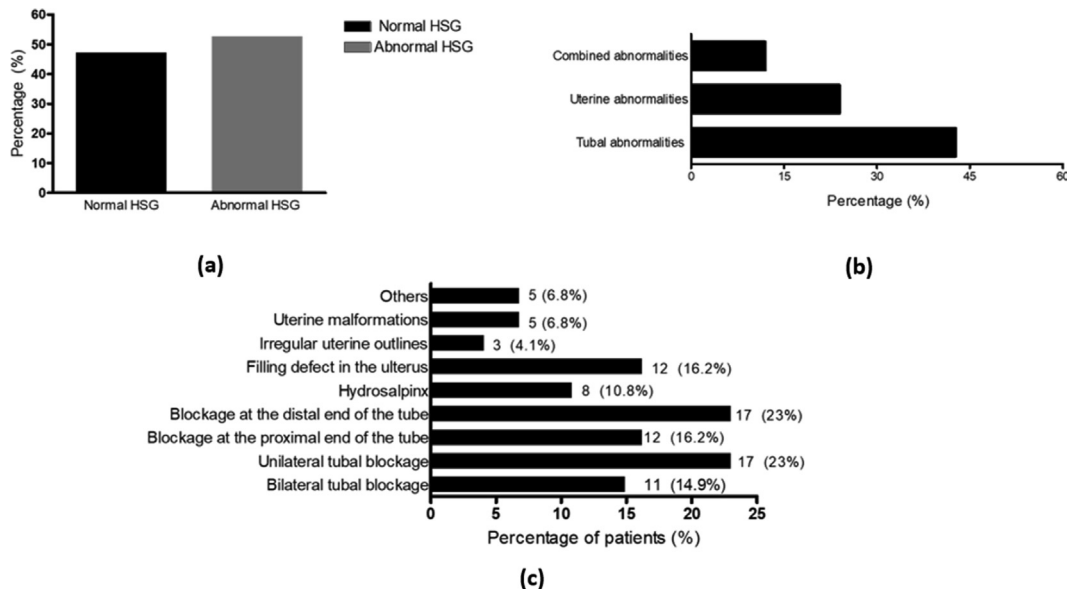 60
50
40
30
20
10
0
Percentage (%)
Normal HSG
Abnormal HSG
Normal HSG
Abnormal HSG
(a)
Combined abnormalities
Uterine abnormalities
Tubal abnormalities
0 15 30 45 60
Percentage (%)
(b)
Others 5 (6.8%)
Uterine malformations 5 (6.8%)
Irregular uterine outlines 3 (4.1%)
Filling defect in the ulterus 12 (16.2%)
Hydrosalpinx 8 (10.8%)
Blockage at the distal end of the tube 17 (23%)
Blockage at the proximal end of the tube 12 (16.2%)
Unilateral tubal blockage 17 (23%)
Bilateral tubal blockage 11 (14.9%)
0 5 10 15 20 25
Percentage of patients (%)
(c)